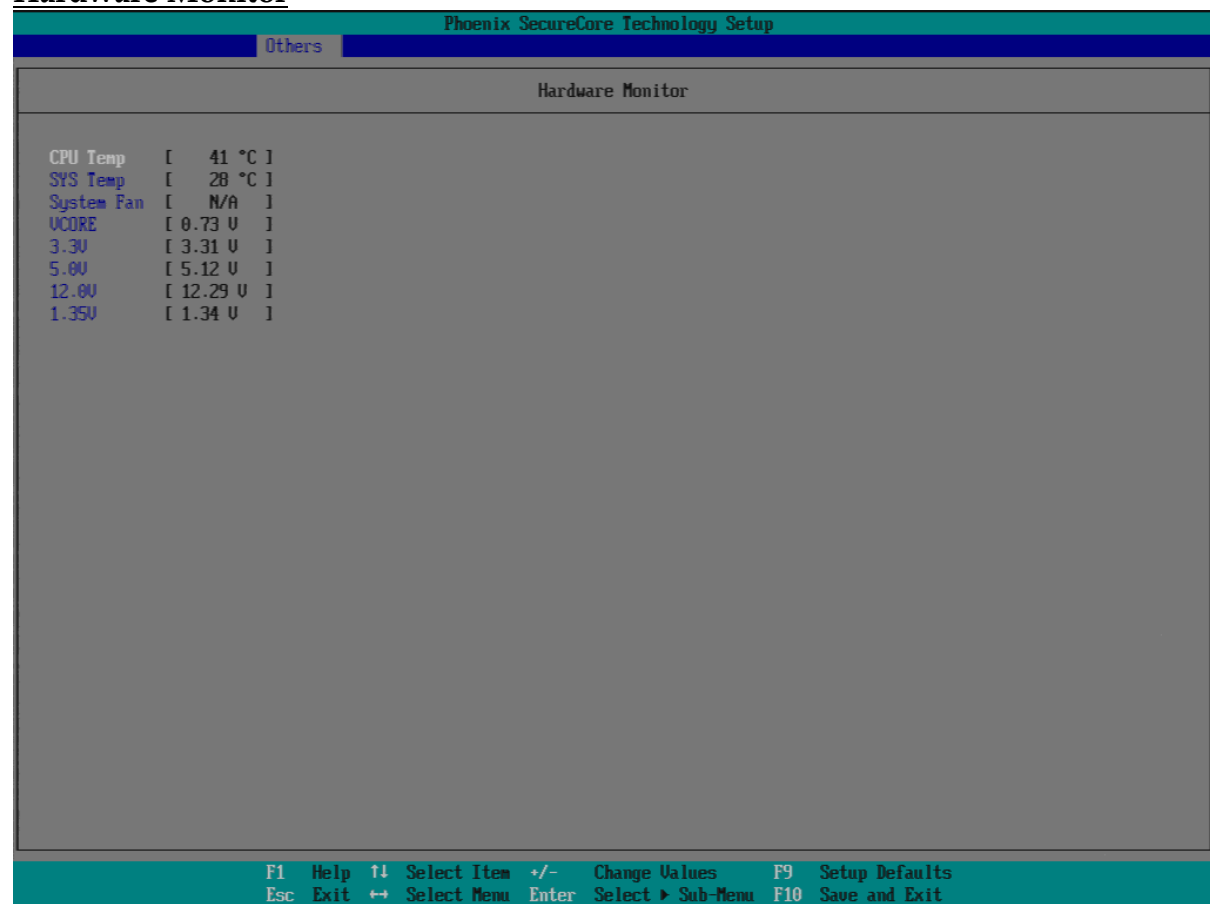 Hardware Monitor
Phoenix SecureCore Technology Setup
Others
Hardware Monitor
CPU Temp [ 41 °C ]
SYS Temp [ 28 °C ]
System Fan [ N/A ]
VCORE [ 0.73 V ]
3.3V [ 3.31 V ]
5.0V [ 5.12 V ]
12.0V [ 12.29 V ]
1.35V [ 1.34 V ]
F1 Help ↑↓ Select Item +/- Change Values F9 Setup Defaults
Esc Exit ↔ Select Menu Enter Select ▶ Sub-Menu F10 Save and Exit